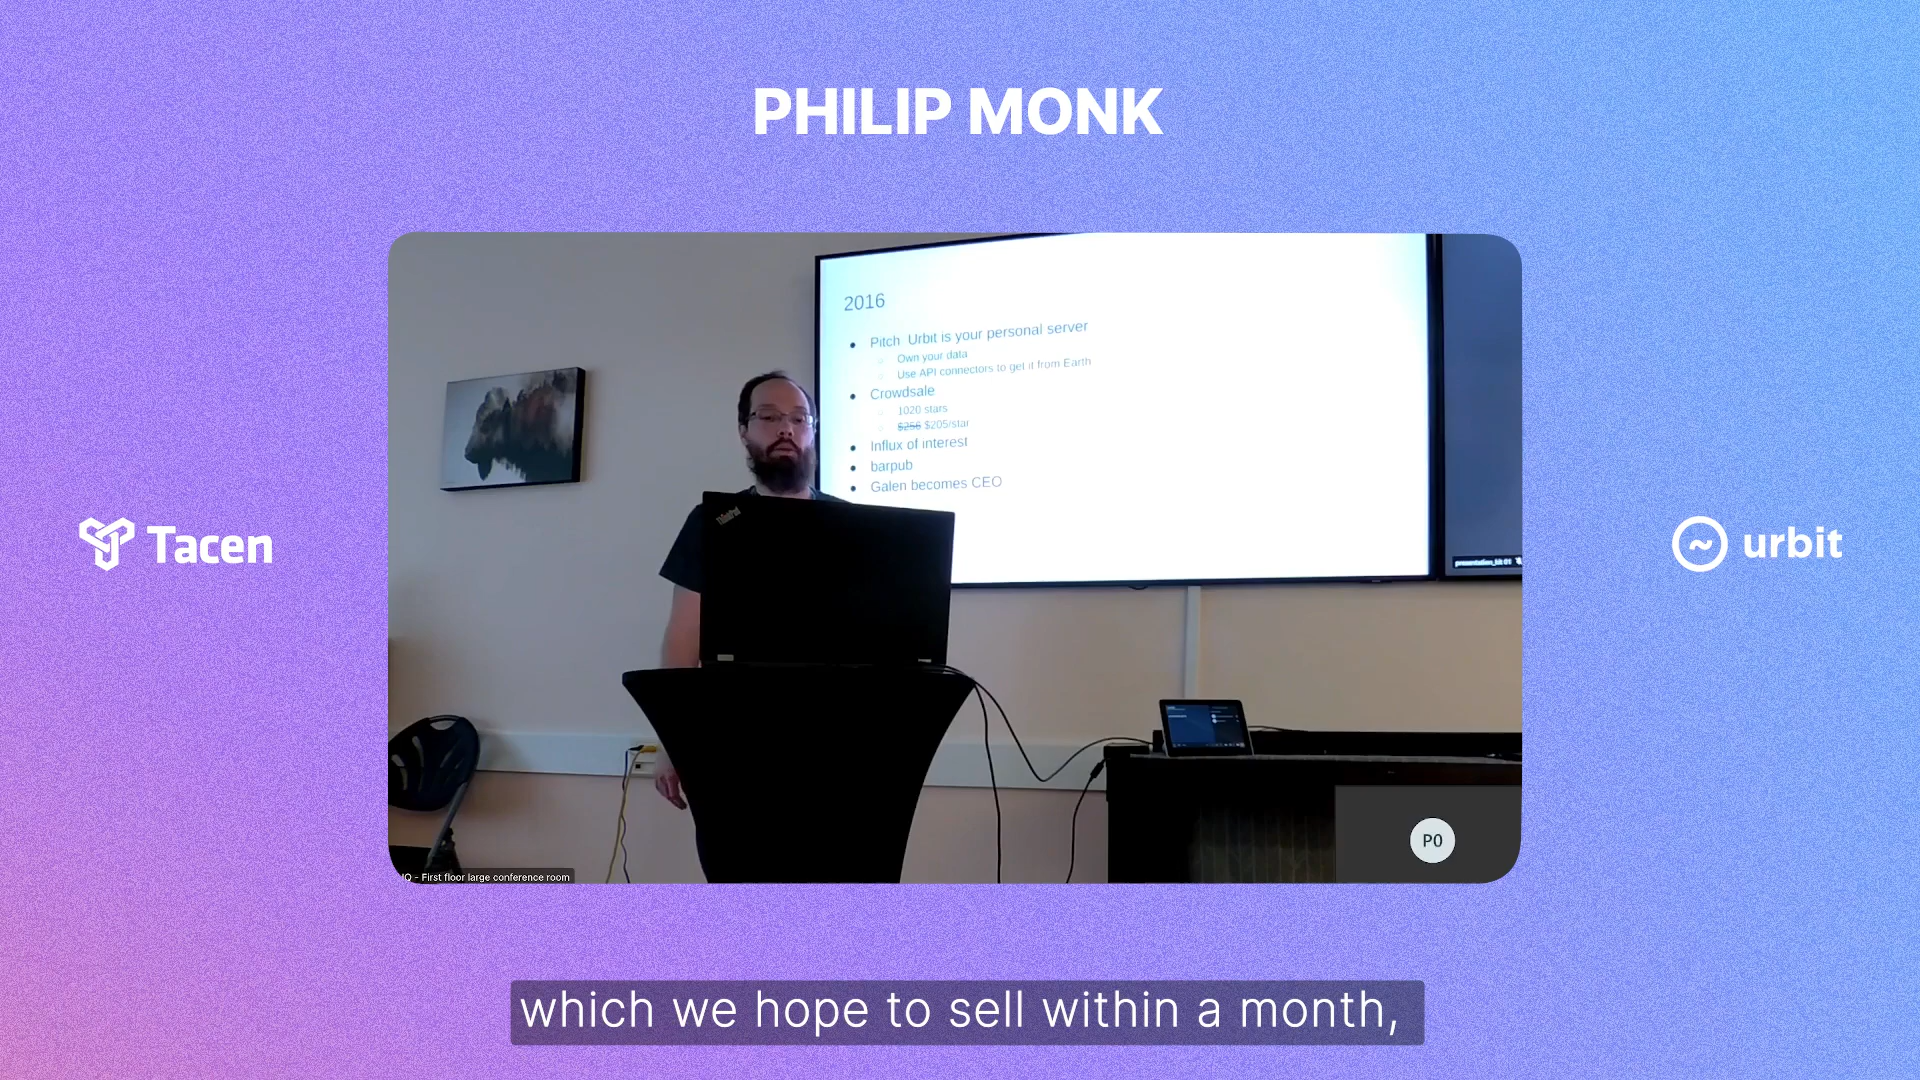 PHILIP MONK
2016
Pitch Urbit is your personal server
Own your data
Use API connectors to get it from Earth
Crowdsale
1020 stars
$256 $205/star
Influx of interest
barpub
Galen becomes CEO
ThinkPad
Tacen
urbit
P0
- First floor large conference room
which we hope to sell within a month,